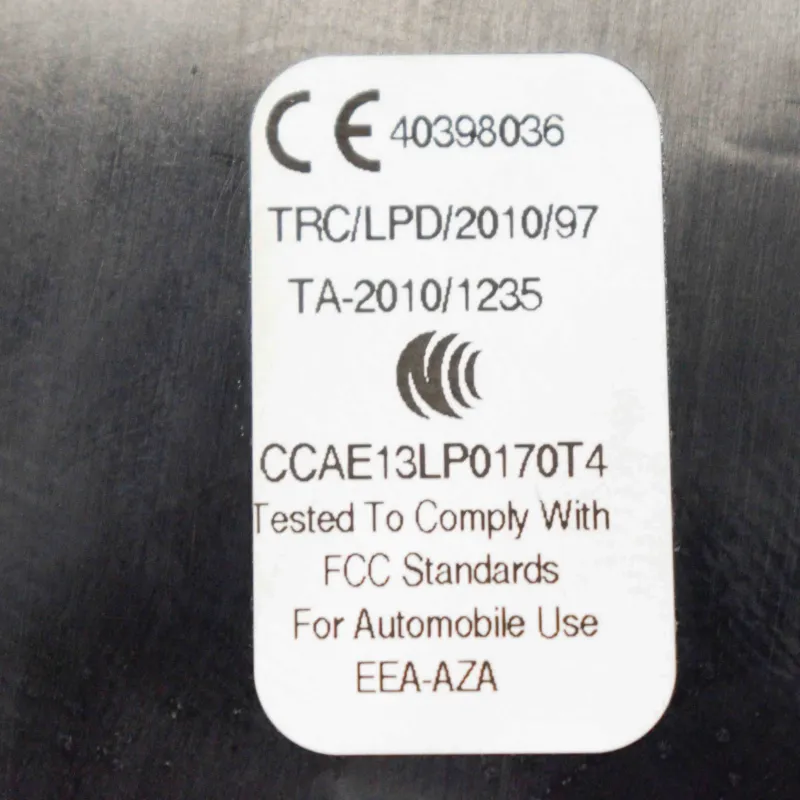 CE 40398036
TRC/LPD/2010/97
TA-2010/1235
CCAE13LP0170T4
Tested To Comply With
FCC Standards
For Automobile Use
EEA-AZA